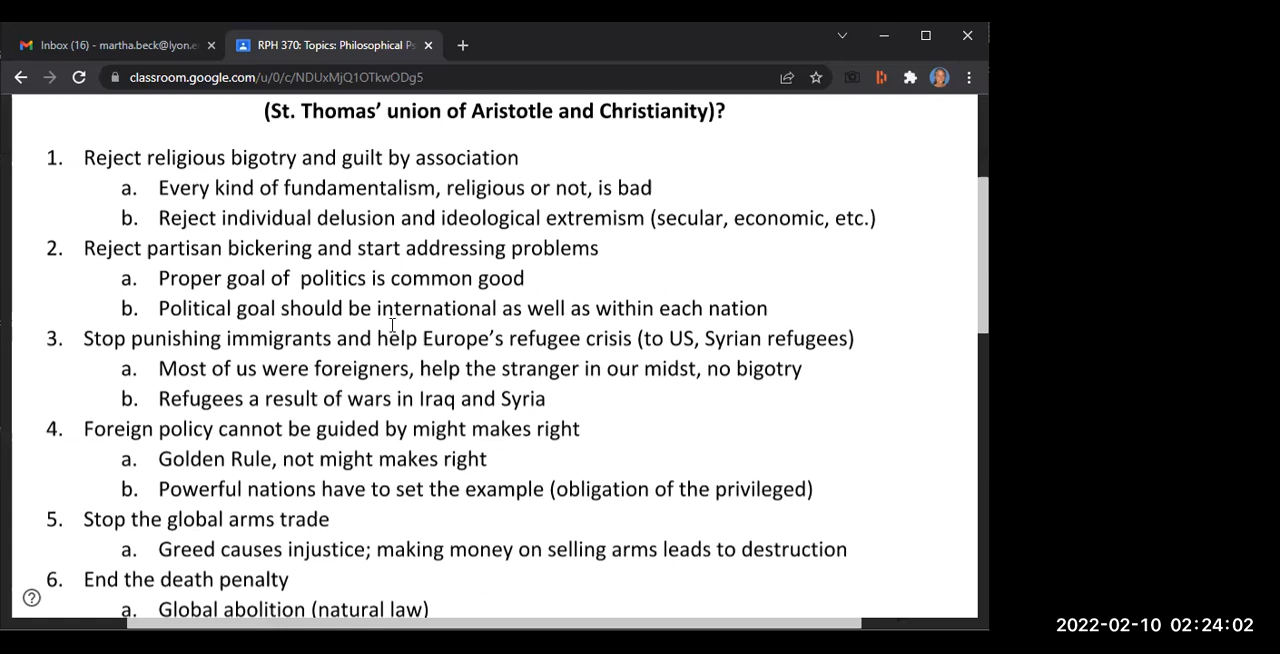 Inbox (16) - martha.beck@lyon.e
RPH 370: Topics: Philosophical Ps
classroom.google.com/u/0/c/NDUxMjQ1OTkwODg5
(St. Thomas’ union of Aristotle and Christianity)?
1. Reject religious bigotry and guilt by association
a. Every kind of fundamentalism, religious or not, is bad
b. Reject individual delusion and ideological extremism (secular, economic, etc.)
2. Reject partisan bickering and start addressing problems
a. Proper goal of politics is common good
b. Political goal should be international as well as within each nation
3. Stop punishing immigrants and help Europe’s refugee crisis (to US, Syrian refugees)
a. Most of us were foreigners, help the stranger in our midst, no bigotry
b. Refugees a result of wars in Iraq and Syria
4. Foreign policy cannot be guided by might makes right
a. Golden Rule, not might makes right
b. Powerful nations have to set the example (obligation of the privileged)
5. Stop the global arms trade
a. Greed causes injustice; making money on selling arms leads to destruction
6. End the death penalty
a. Global abolition (natural law)
2022-02-10 02:24:02